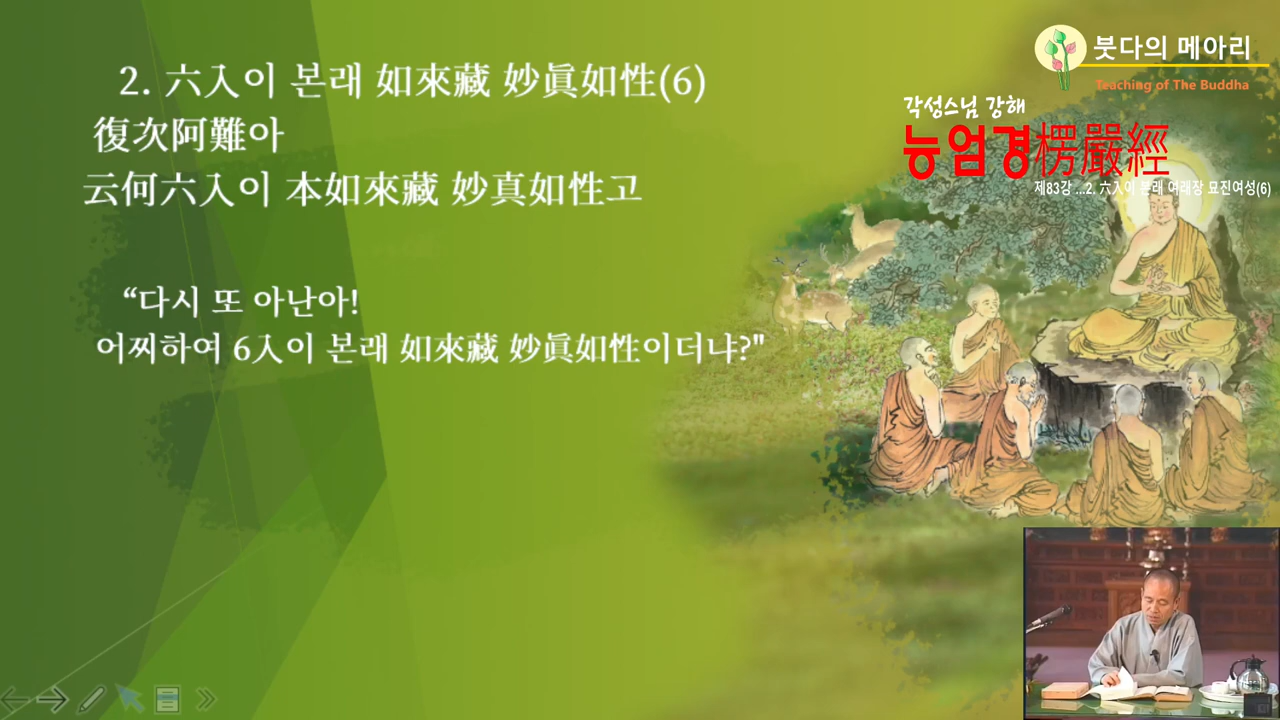 2. 六入이 본래 如來藏 妙眞如性(6)
復次阿難아
云何六入이 本如來藏 妙真如性고
“다시 또 아난아!
어찌하여 6入이 본래 如來藏 妙眞如性이더냐?"
붓다의 메아리
Teaching of The Buddha
각성스님 강해
능엄경楞嚴經
제83강 ...2. 六入이 본래 여래장 묘진여성(6)